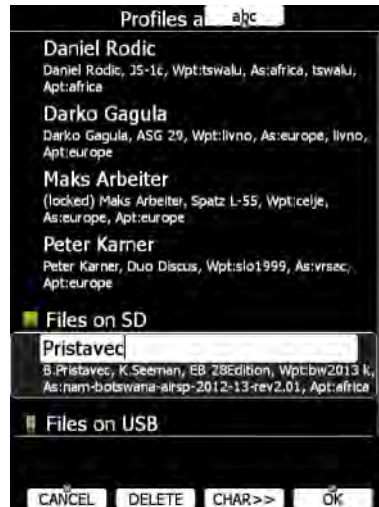 Profiles a
abc
Daniel Rodic
Daniel Rodic, JS-1c, Wpt:tswalu, As:africa, tswalu,
Apt:africa
Darko Gagula
Darko Gagula, ASG 29, Wpt:livno, As:europe, livno,
Apt:europe
Maks Arbeiter
(locked) Maks Arbeiter, Spatz L-55, Wpt:celje,
As:europe, Apt:europe
Peter Karner
Peter Karner, Duo Discus, Wpt:slo1999, As:vrsac,
Apt:europe
Files on SD
Pristavec
B.Pristavec, K.Seeman, EB 28Edition, Wpt:bw2013 k,
As:nam-botswana-airsp-2012-13-rev2.01, Apt:africa
Files on USB
CANCEL DELETE CHAR>> OK